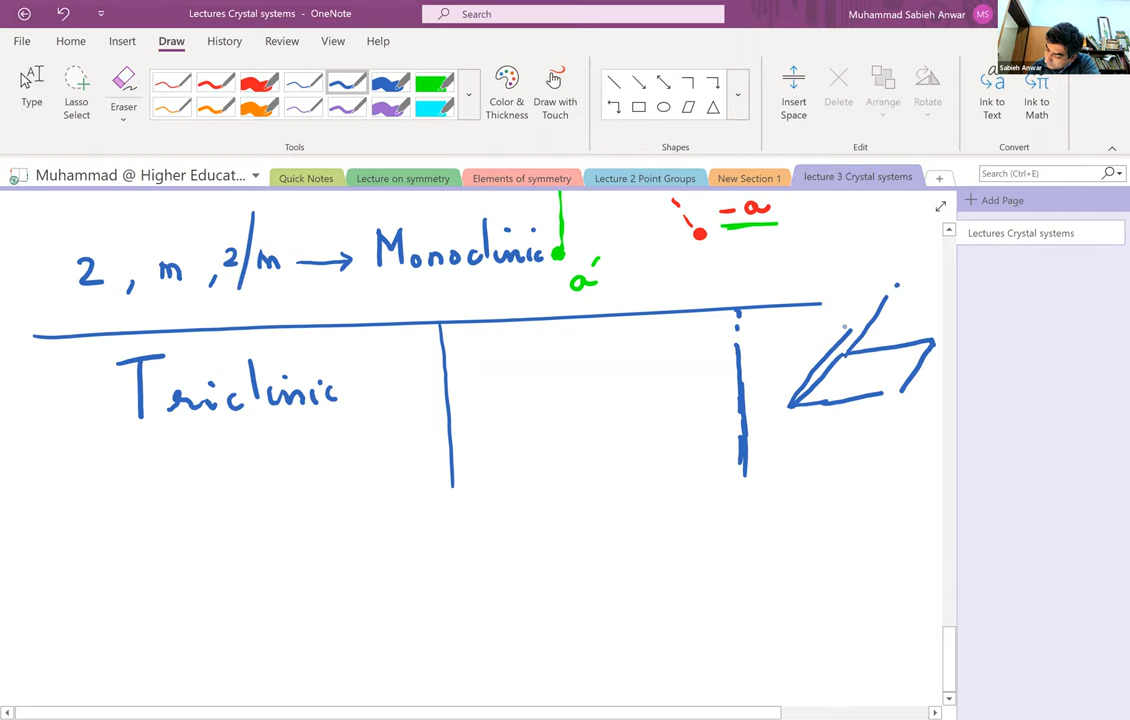 Lectures Crystal systems - OneNote
Search
Muhammad Sabieh Anwar
MS
File Home Insert Draw History Review View Help
Type
Lasso Select
Eraser
Color & Thickness
Draw with Touch
Insert Space
Delete
Arrange
Rotate
Ink to Text
Ink to Math
Tools
Shapes
Edit
Convert
Sabieh Anwar
Muhammad @ Higher Educat...
Quick Notes
Lecture on symmetry
Elements of symmetry
Lecture 2 Point Groups
New Section 1
lecture 3 Crystal systems
Search (Ctrl+E)
Add Page
Lectures Crystal systems
-a
2, m, 2/m → Monoclinic
a'
Triclinic